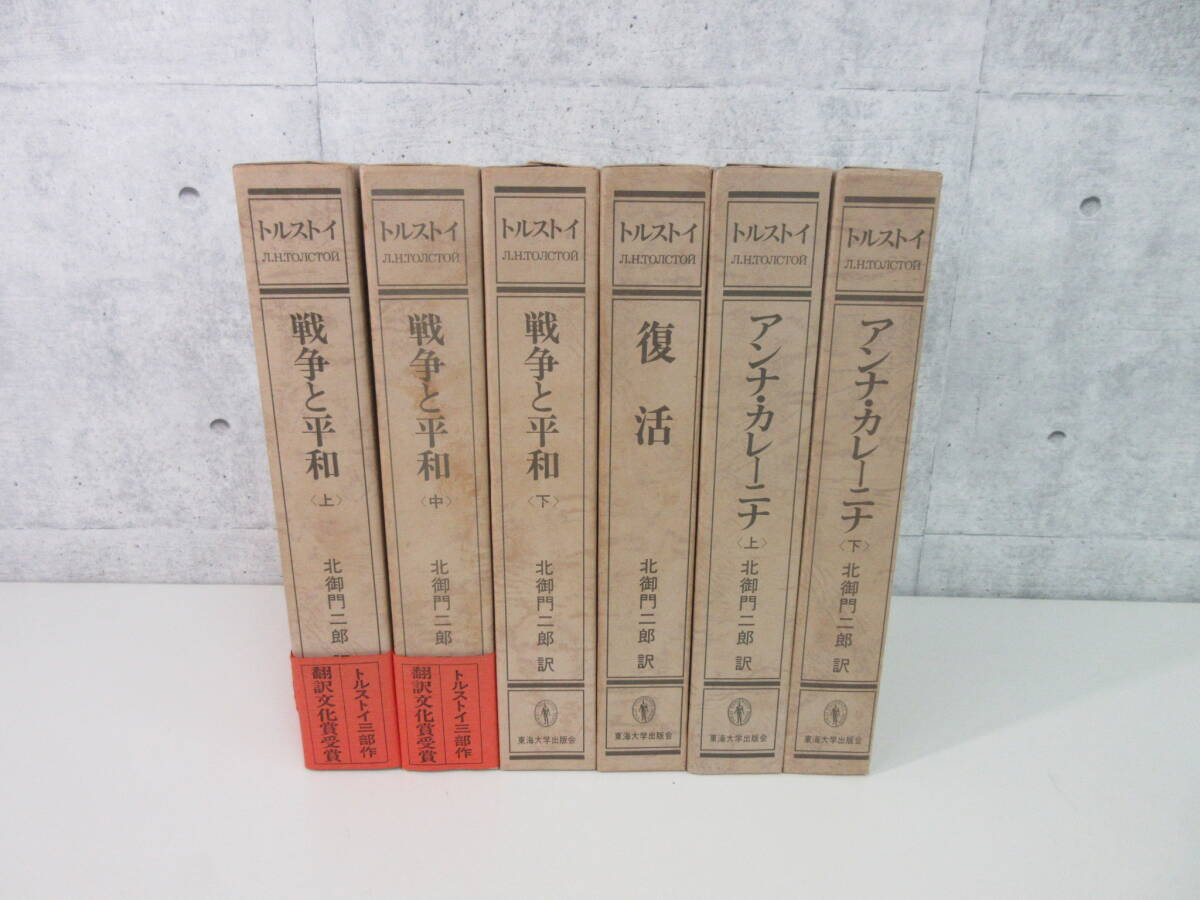 トルストイ
Л.Н.ТОЛСТОЙ
戦争と平和
〈上〉
北御門二郎
トルストイ三部作
翻訳文化賞受賞
トルストイ
Л.Н.ТОЛСТОЙ
戦争と平和
〈中〉
北御門二郎
トルストイ三部作
翻訳文化賞受賞
トルストイ
Л.Н.ТОЛСТОЙ
戦争と平和
〈下〉
北御門二郎 訳
東海大学出版会
トルストイ
Л.Н.ТОЛСТОЙ
復活
北御門二郎 訳
東海大学出版会
トルストイ
Л.Н.ТОЛСТОЙ
アンナ・カレーニナ
〈上〉
北御門二郎 訳
東海大学出版会
トルストイ
Л.Н.ТОЛСТОЙ
アンナ・カレーニナ
〈下〉
北御門二郎 訳
東海大学出版会